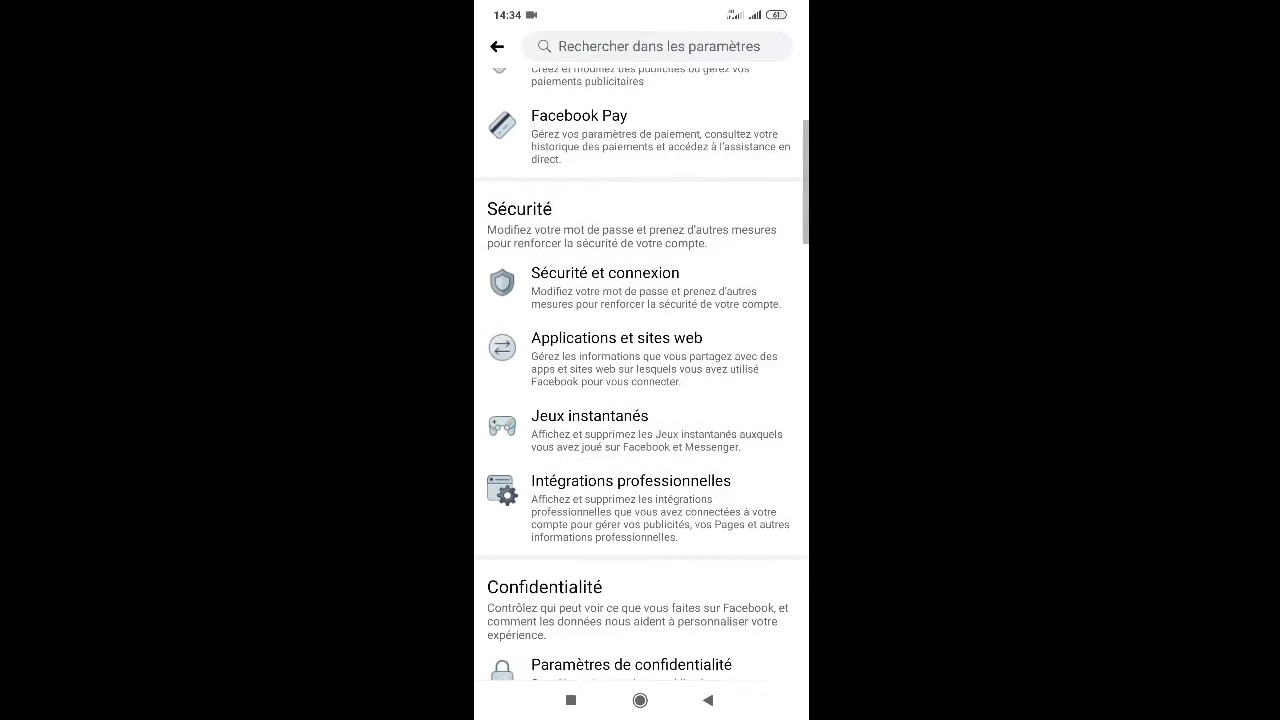 14:34
4G
61
Rechercher dans les paramètres
Créez et modifiez des publicités ou gérez vos
paiements publicitaires
Facebook Pay
Gérez vos paramètres de paiement, consultez votre
historique des paiements et accédez à l'assistance en
direct.
Sécurité
Modifiez votre mot de passe et prenez d'autres mesures
pour renforcer la sécurité de votre compte.
Sécurité et connexion
Modifiez votre mot de passe et prenez d'autres
mesures pour renforcer la sécurité de votre compte.
Applications et sites web
Gérez les informations que vous partagez avec des
apps et sites web sur lesquels vous avez utilisé
Facebook pour vous connecter.
Jeux instantanés
Affichez et supprimez les Jeux instantanés auxquels
vous avez joué sur Facebook et Messenger.
Intégrations professionnelles
Affichez et supprimez les intégrations
professionnelles que vous avez connectées à votre
compte pour gérer vos publicités, vos Pages et autres
informations professionnelles.
Confidentialité
Contrôlez qui peut voir ce que vous faites sur Facebook, et
comment les données nous aident à personnaliser votre
expérience.
Paramètres de confidentialité